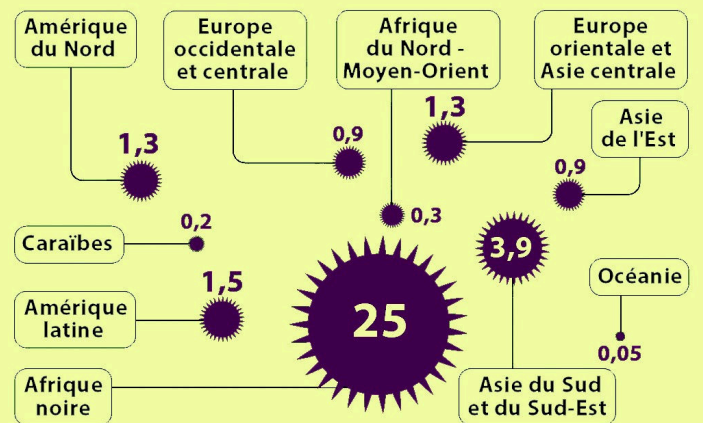 Amérique
du Nord
Europe
occidentale
et centrale
Afrique
du Nord -
Moyen-Orient
Europe
orientale et
Asie centrale
Asie
de l'Est
1,3
0,9
1,3
0,9
0,2
0,3
Caraïbes
3,9
Océanie
1,5
Amérique
latine
25
0,05
Afrique
noire
Asie du Sud
et du Sud-Est